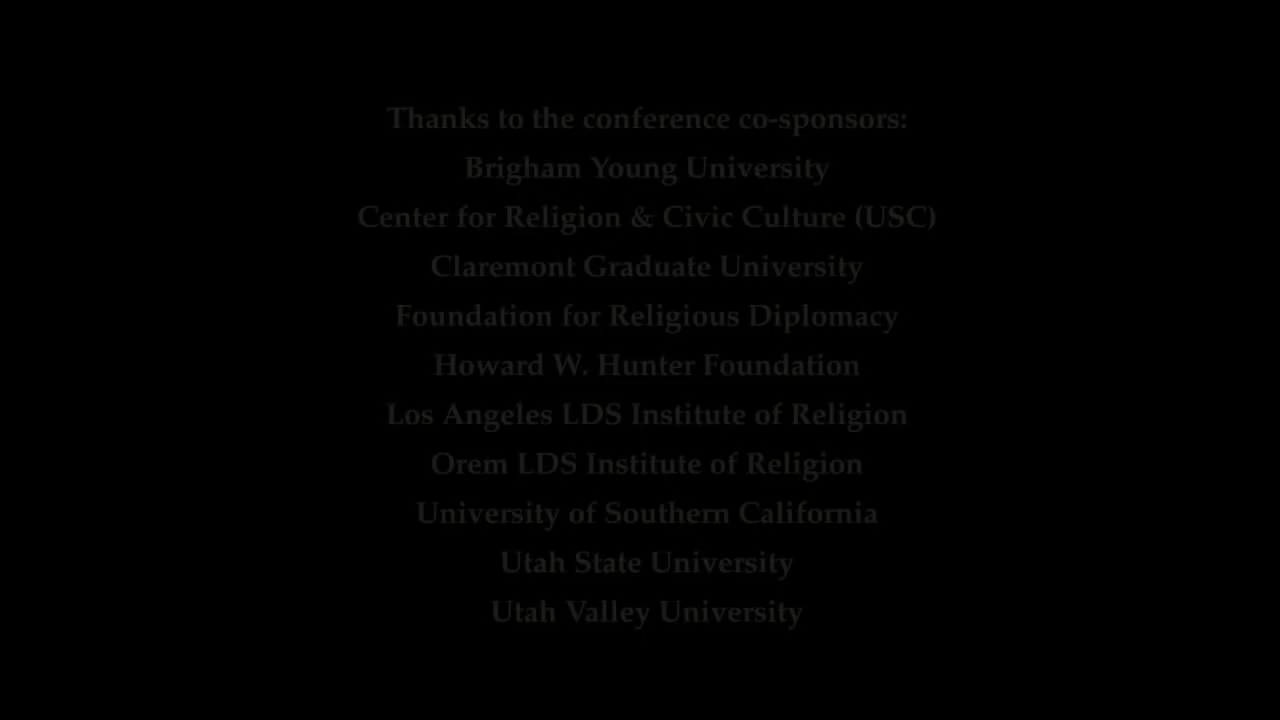 Thanks to the conference co-sponsors:
Brigham Young University
Center for Religion & Civic Culture (USC)
Claremont Graduate University
Foundation for Religious Diplomacy
Howard W. Hunter Foundation
Los Angeles LDS Institute of Religion
Orem LDS Institute of Religion
University of Southern California
Utah State University
Utah Valley University